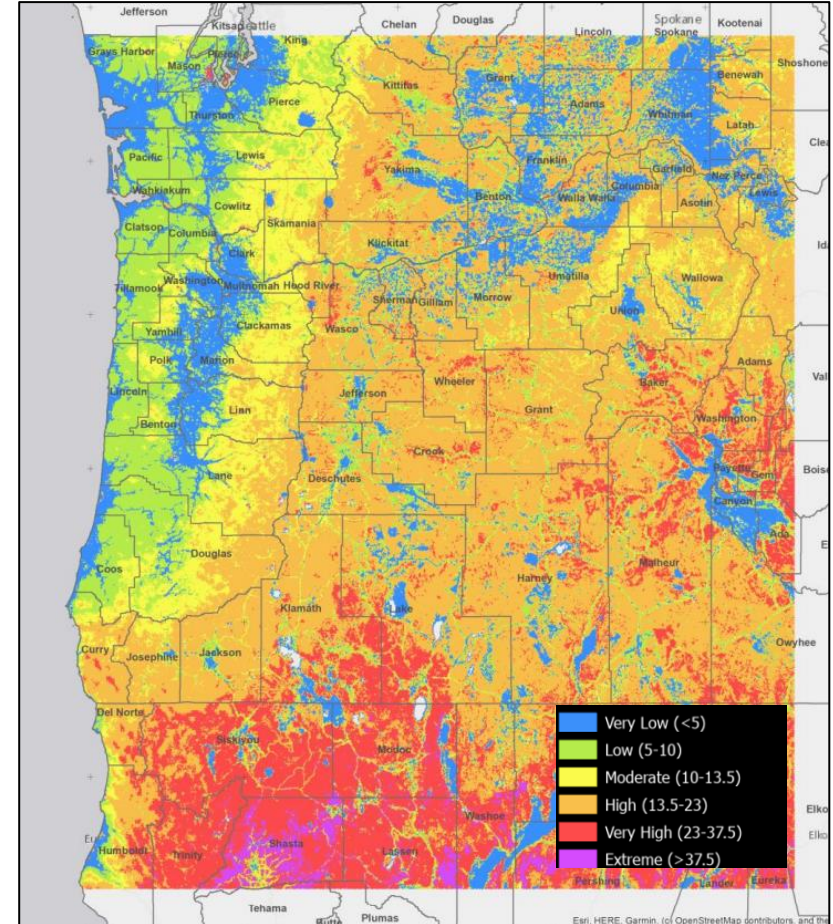 Jefferson
Kitsap
eattle
Chelan
Douglas
Spokane
Kootenai
King
Lincoln
Spokane
Grays Harbor
Mason
Pierce
Shoshone
Kittitas
Grant
Adams
Whitman
Benewah
Pierce
Thurston
Latah
Pacific
Lewis
Yakima
Franklin
Garfield
Nez Perce
Wahkiakum
Cowlitz
Benton
Walla Walla
Columbia
Asotin
Lewis
Clatsop
Columbia
Skamania
Klickitat
Clark
Tillamook
Washington
Multnomah
Hood River
Sherman
Gilliam
Morrow
Umatilla
Wallowa
Union
Yamhill
Clackamas
Wasco
Polk
Marion
Wheeler
Baker
Adams
Lincoln
Jefferson
Grant
Benton
Linn
Washington
Crook
Payette
Gem
Boise
Lane
Deschutes
Canyon
Ada
Coos
Douglas
Malheur
Harney
Klamath
Lake
Owyhee
Curry
Josephine
Jackson
Del Norte
Siskiyou
Modoc
Very Low (<5)
Low (5-10)
Moderate (10-13.5)
High (13.5-23)
Very High (23-37.5)
Extreme (>37.5)
Washoe
Elko
Elko
Humboldt
Trinity
Shasta
Lassen
Pershing
Lander
Eureka
Tehama
Butte
Plumas
Esri, HERE, Garmin, (c) OpenStreetMap contributors, and the